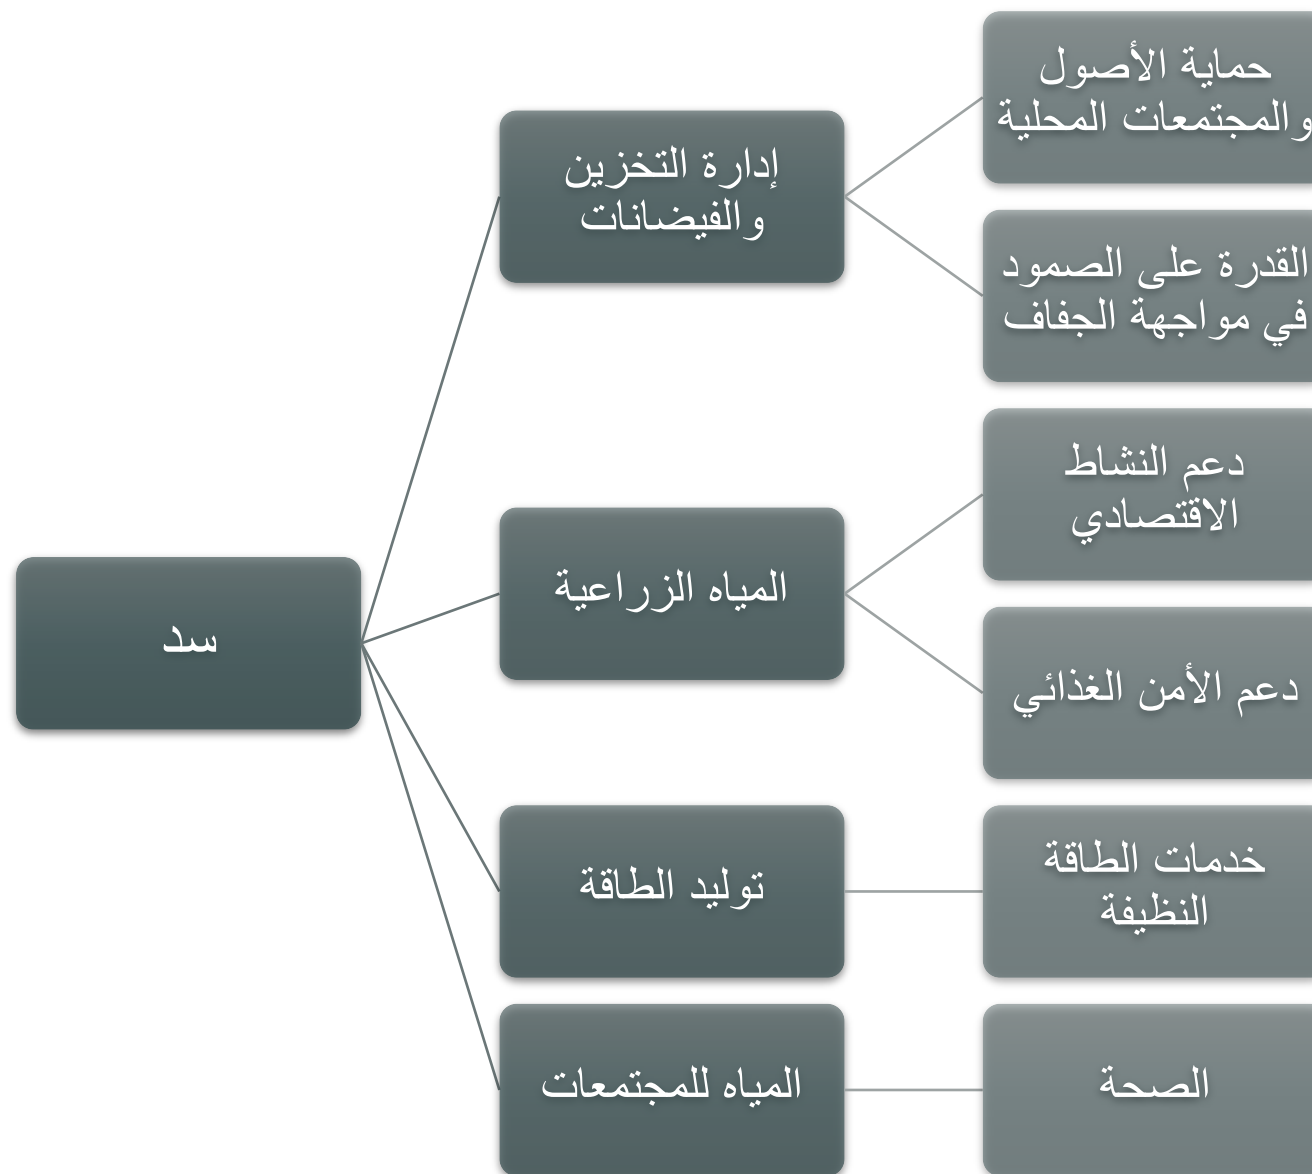 سد
إدارة التخزين
والفيضانات
حماية الأصول
والمجتمعات المحلية
القدرة على الصمود
في مواجهة الجفاف
المياه الزراعية
دعم النشاط
الاقتصادي
دعم الأمن الغذائي
توليد الطاقة
خدمات الطاقة
النظيفة
المياه للمجتمعات
الصحة